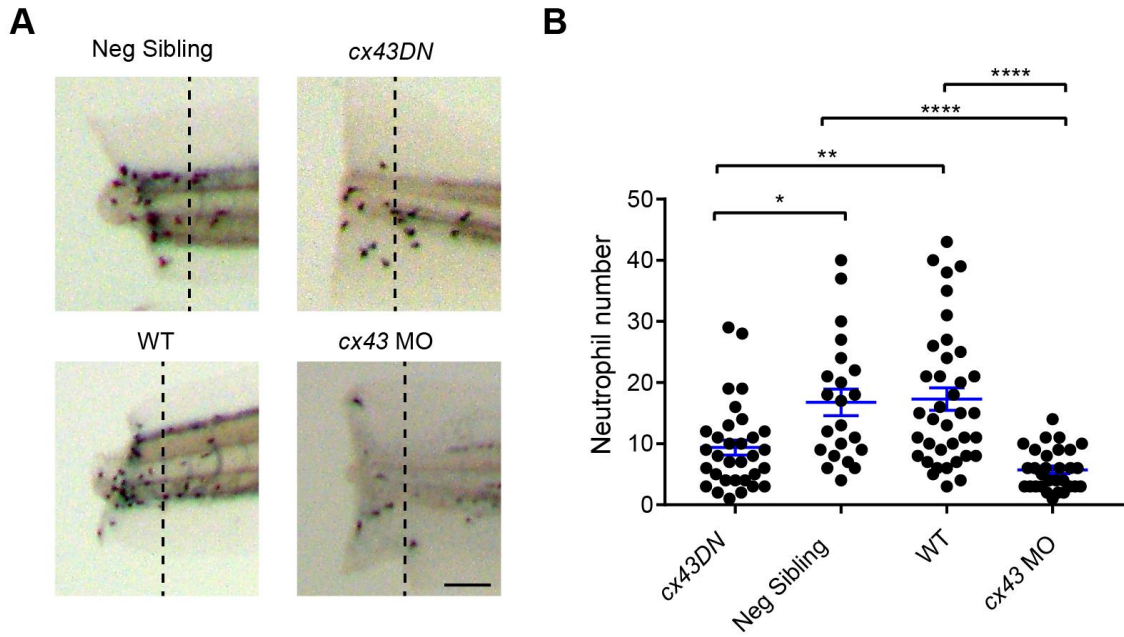 A
Neg Sibling
cx43DN
WT
cx43 MO
B
****
****
**
*
Neutrophil number
50
40
30
20
10
0
cx43DN
Neg Sibling
WT
cx43 MO